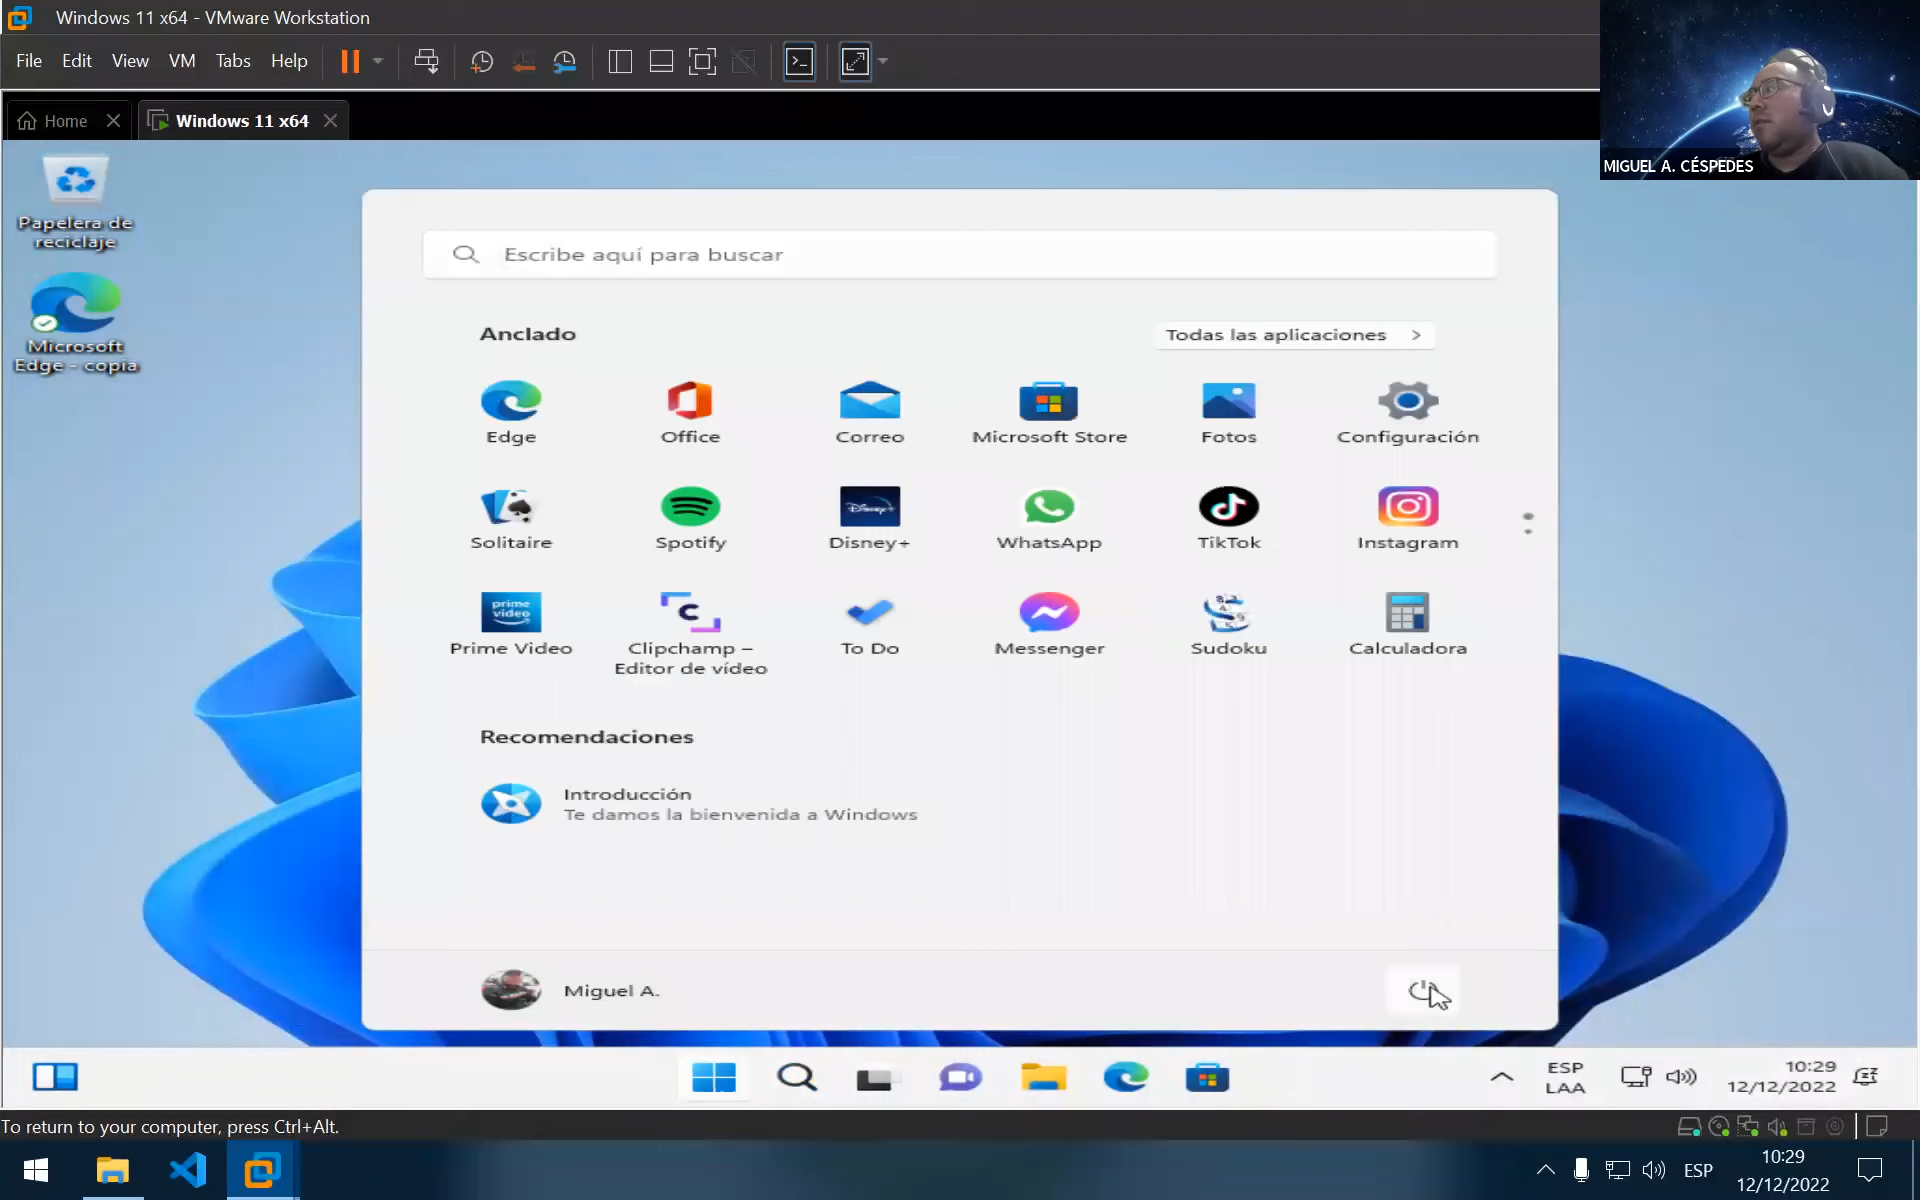 Windows 11 x64 - VMware Workstation
File Edit View VM Tabs Help
Home
Windows 11 x64
MIGUEL A. CÉSPEDES
Papelera de
reciclaje
Microsoft
Edge - copia
Escribe aquí para buscar
Anclado
Todas las aplicaciones
Edge
Office
Correo
Microsoft Store
Fotos
Configuración
Solitaire
Spotify
Disney+
Disney+
WhatsApp
TikTok
Instagram
prime
video
Prime Video
Clipchamp –
Editor de vídeo
To Do
Messenger
Sudoku
Calculadora
Recomendaciones
Introducción
Te damos la bienvenida a Windows
Miguel A.
ESP
LAA
10:29
12/12/2022
To return to your computer, press Ctrl+Alt.
ESP
10:29
12/12/2022